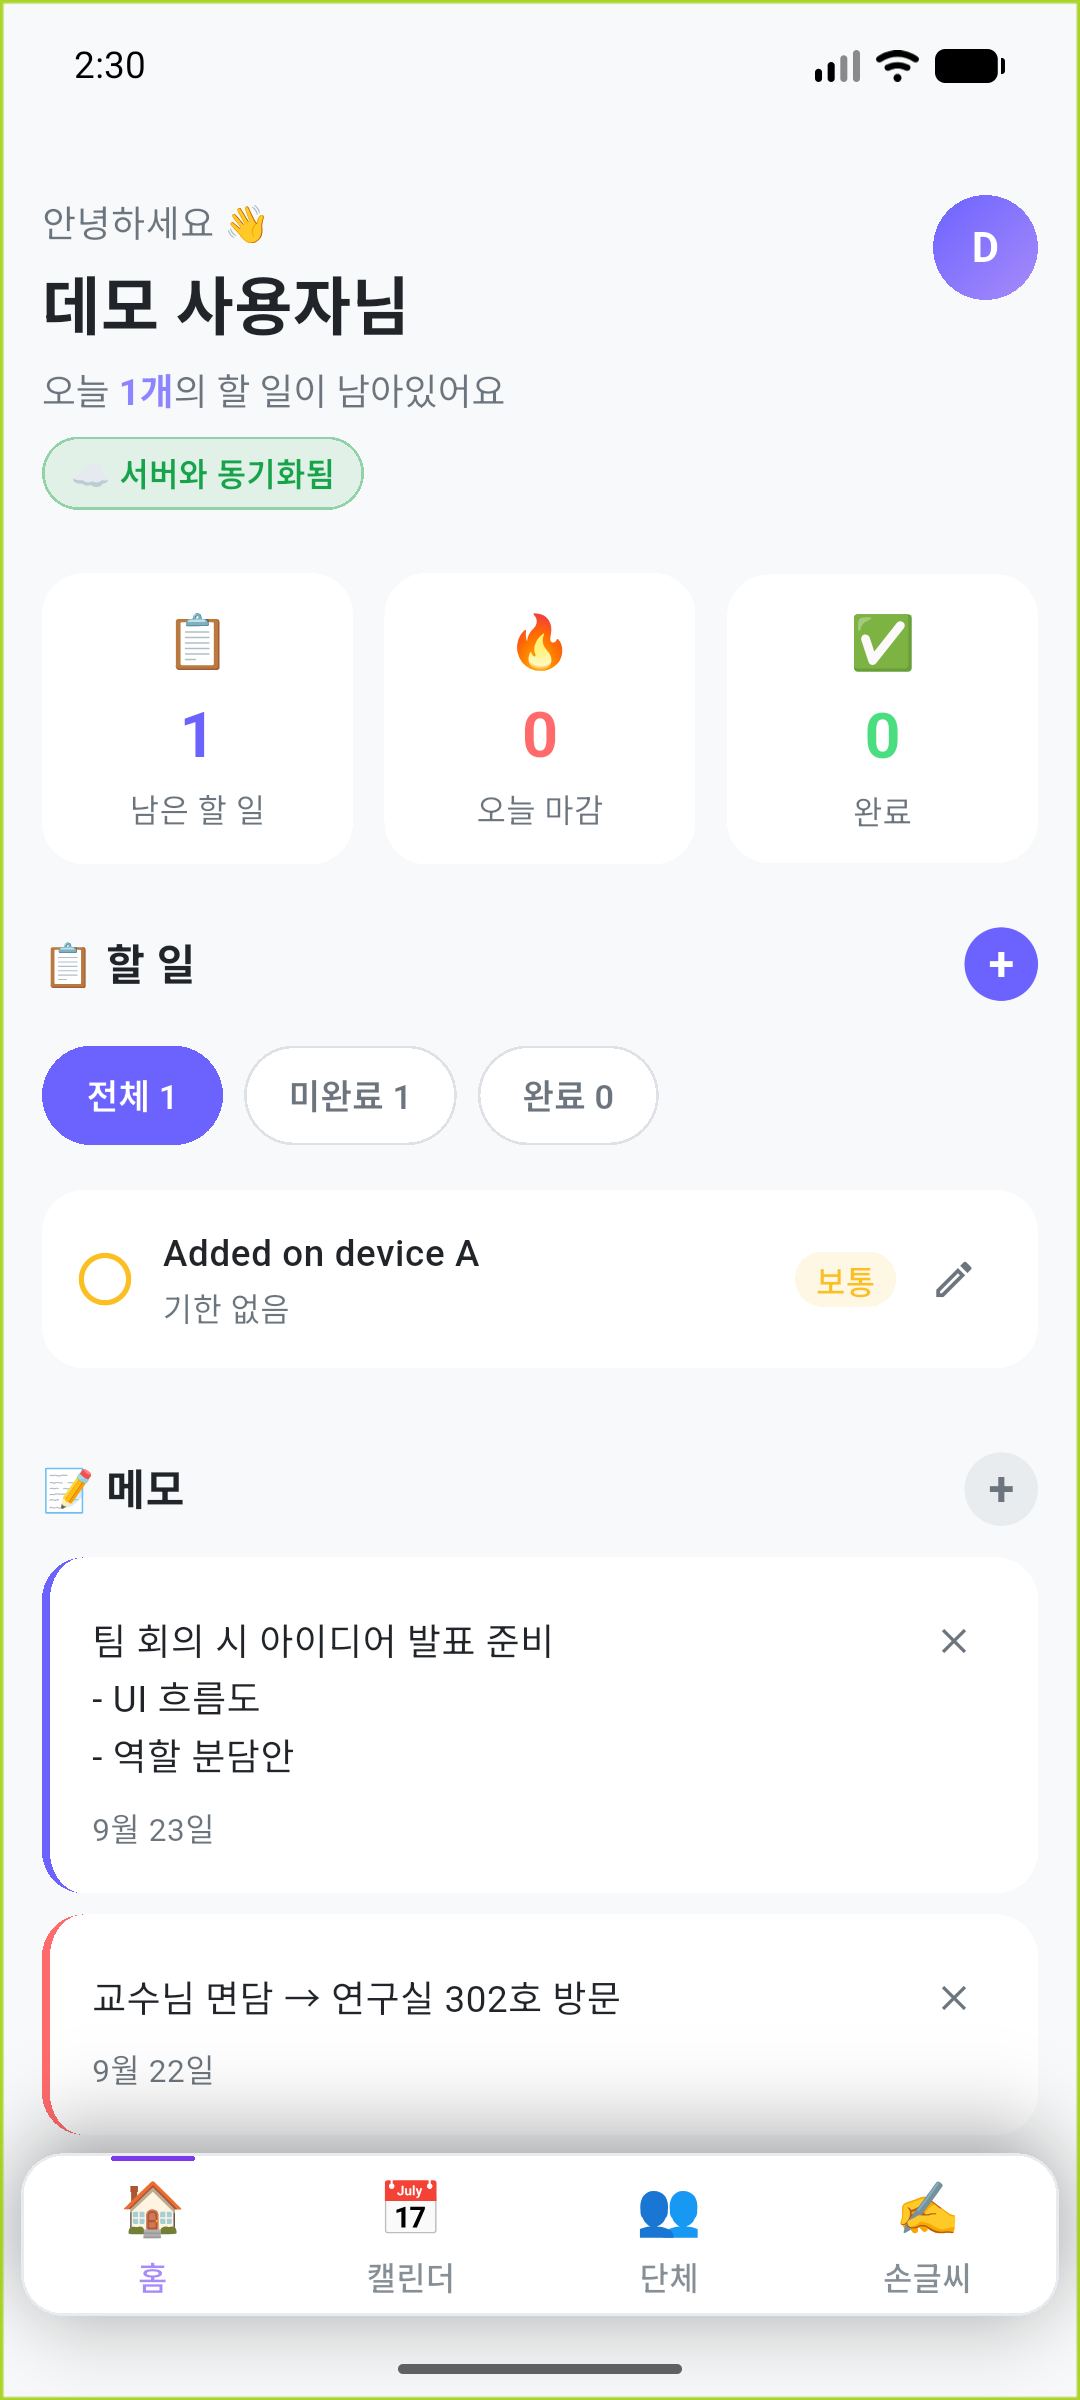 2:30
안녕하세요 👋
D
데모 사용자님
오늘 1개의 할 일이 남아있어요
☁️ 서버와 동기화됨
1
남은 할 일
0
오늘 마감
0
완료
📋 할 일
+
전체 1
미완료 1
완료 0
Added on device A
기한 없음
보통
📝 메모
+
팀 회의 시 아이디어 발표 준비
- UI 흐름도
- 역할 분담안
9월 23일
교수님 면담 → 연구실 302호 방문
9월 22일
July
17
홈
캘린더
단체
손글씨